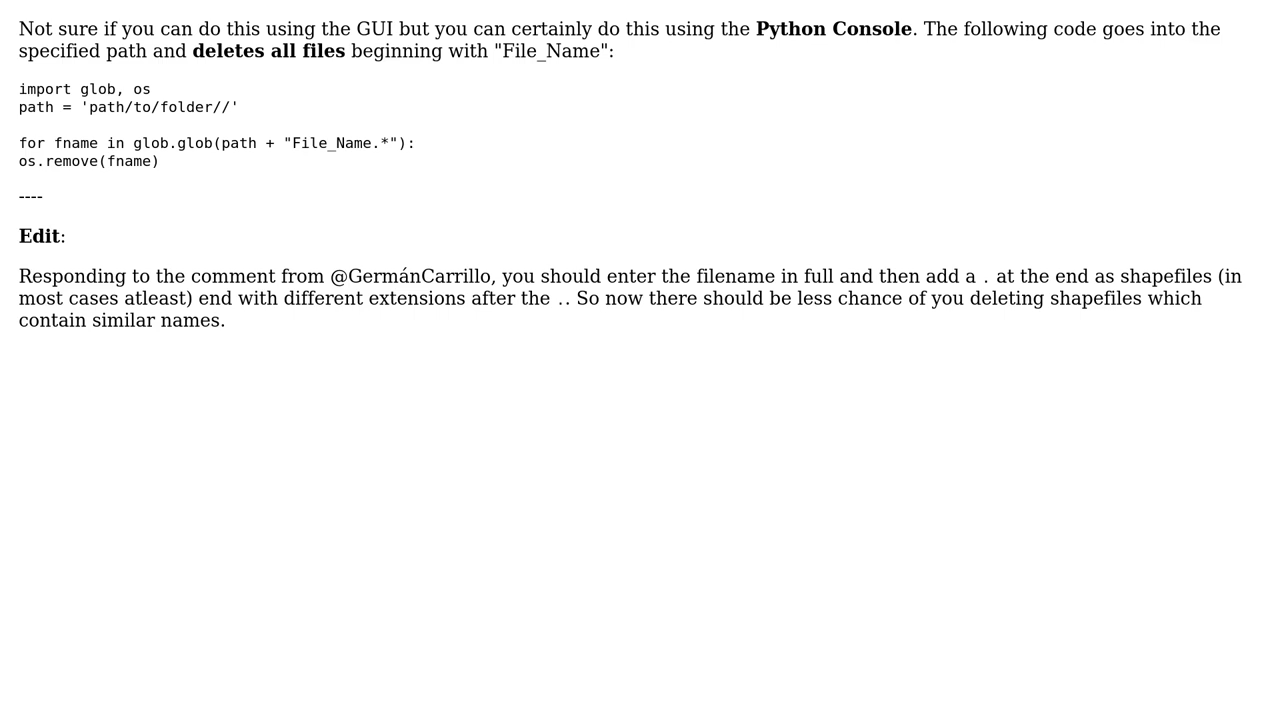 Not sure if you can do this using the GUI but you can certainly do this using the Python Console. The following code goes into the
specified path and deletes all files beginning with "File_Name":
import glob, os
path = 'path/to/folder//'
for fname in glob.glob(path + "File_Name.*"):
os.remove(fname)
----
Edit:
Responding to the comment from @GermánCarrillo, you should enter the filename in full and then add a . at the end as shapefiles (in
most cases atleast) end with different extensions after the .. So now there should be less chance of you deleting shapefiles which
contain similar names.